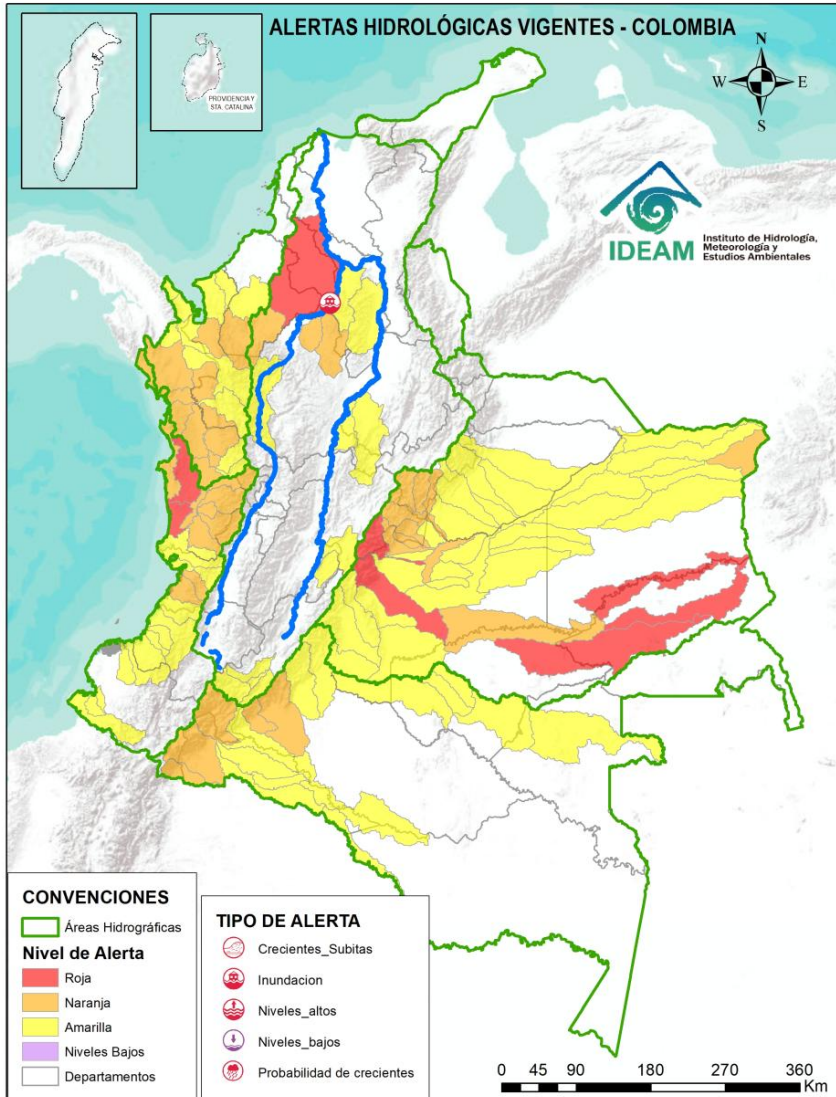 ALERTAS HIDROLÓGICAS VIGENTES - COLOMBIA
PROVIDENCIA Y
STA. CATALINA
N
W
E
S
IDEAM
Instituto de Hidrología,
Meteorología y
Estudios Ambientales
CONVENCIONES
Áreas Hidrográficas
Nivel de Alerta
Roja
Naranja
Amarilla
Niveles Bajos
Departamentos
TIPO DE ALERTA
Crecientes_Subitas
Inundacion
Niveles_altos
Niveles_bajos
Probabilidad de crecientes
0 45 90 180 270 360
Km